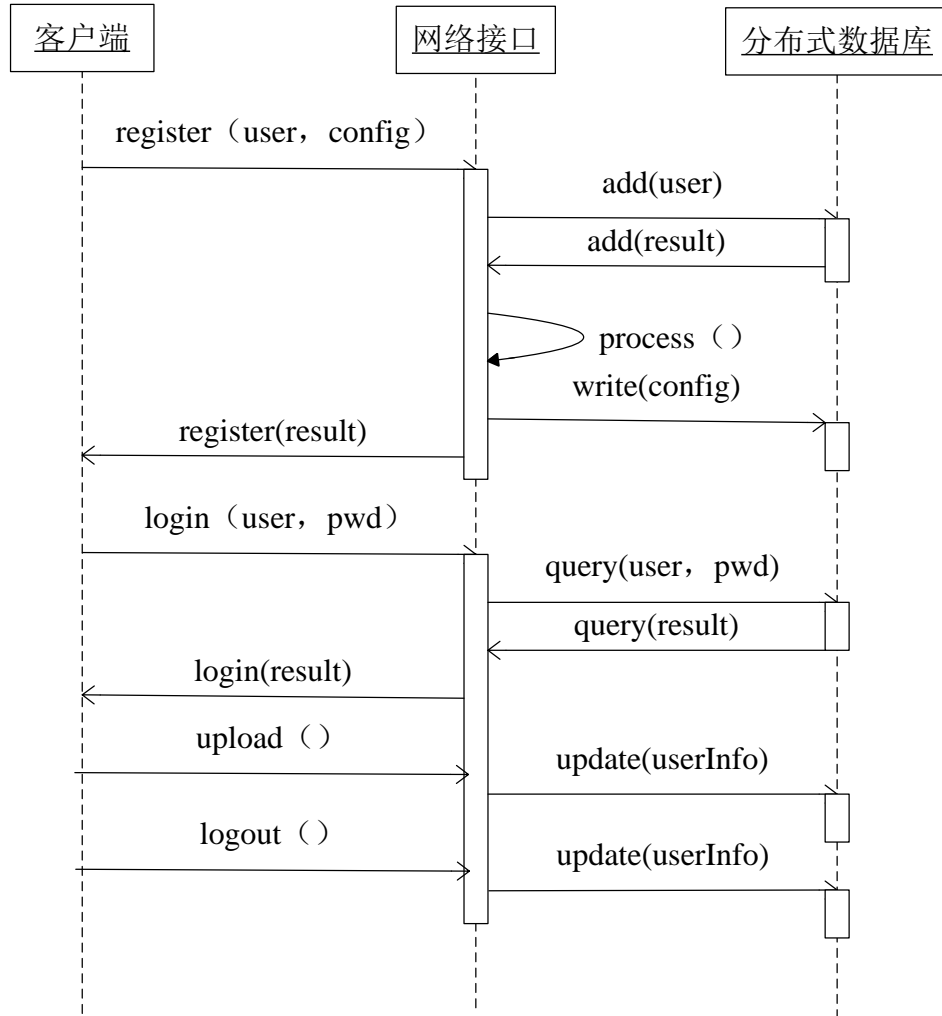 客户端
网络接口
分布式数据库
register（user，config）
add(user)
add(result)
process（）
write(config)
register(result)
login（user，pwd）
query(user，pwd)
query(result)
login(result)
upload（）
update(userInfo)
logout（）
update(userInfo)